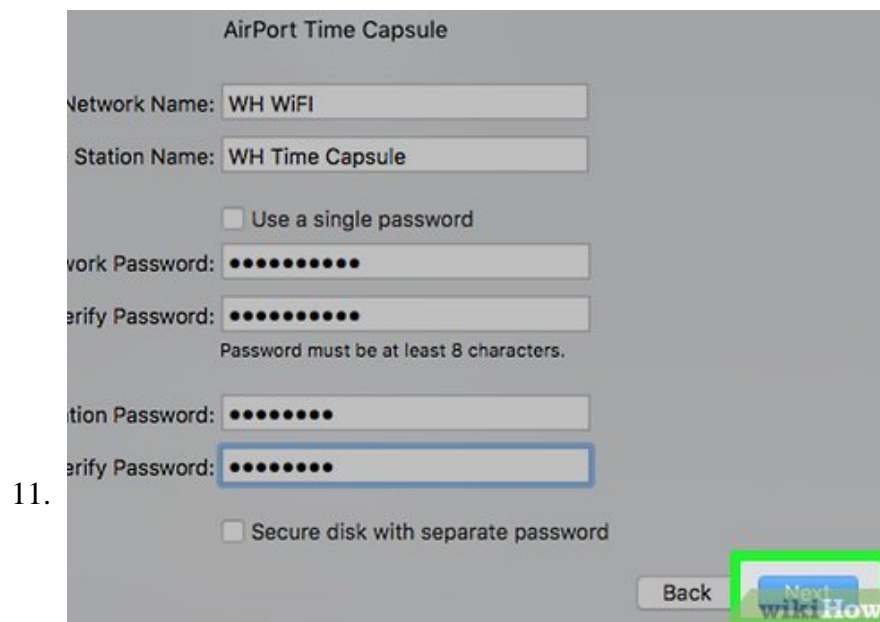 AirPort Time Capsule
Network Name: WH WiFI
Station Name: WH Time Capsule
Use a single password
work Password: ●●●●●●●●●●
erify Password: ●●●●●●●●●●
Password must be at least 8 characters.
tion Password: ●●●●●●●●
erify Password: ●●●●●●●●
11.
Secure disk with separate password
Back Next
wikiHow